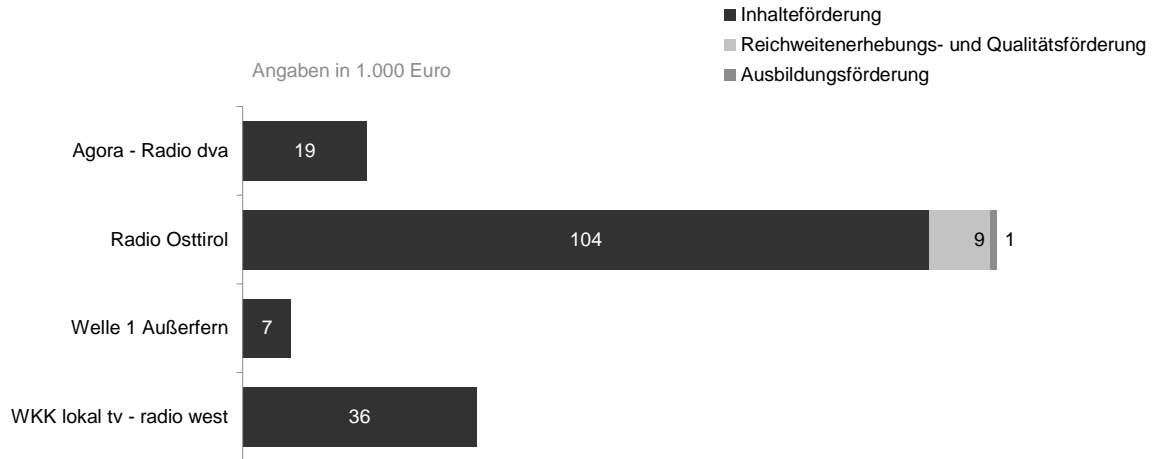 Inhalteförderung
Reichweitenerhebungs- und Qualitätsförderung
Ausbildungsförderung
Angaben in 1.000 Euro
Agora - Radio dva 19
Radio Osttirol 104 9 1
Welle 1 Außerfern 7
WKK lokal tv - radio west 36